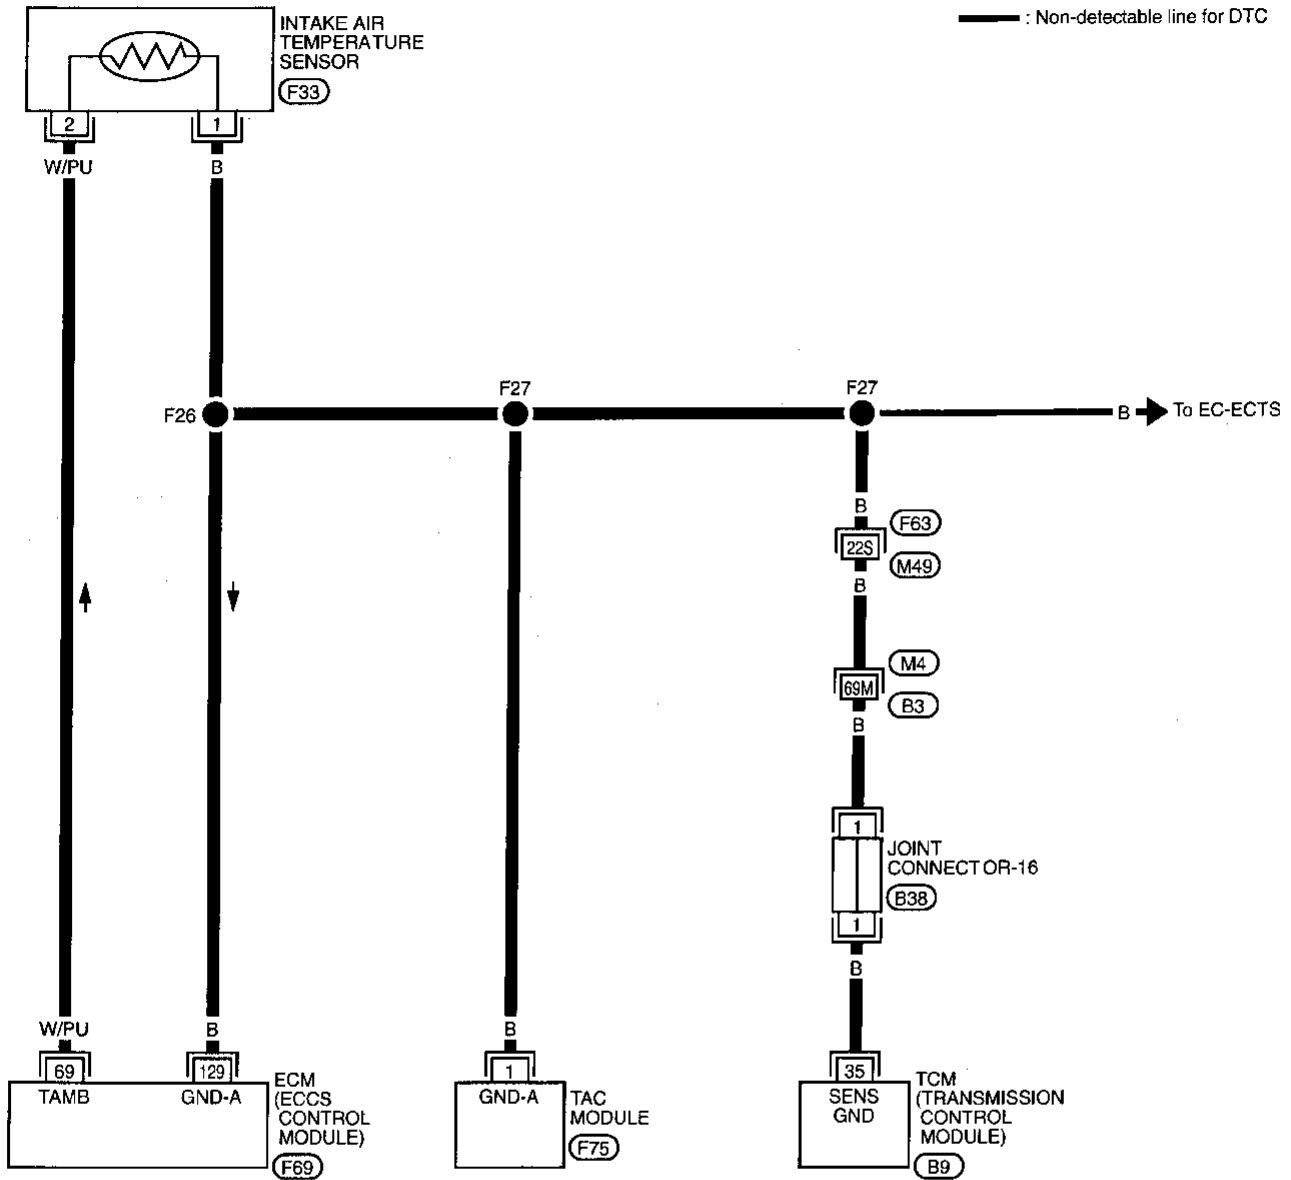 INTAKE AIR
TEMPERATURE
SENSOR
F33
: Non-detectable line for DTC
2
1
W/PU
B
F26
F27
F27
B
To EC-ECTS
B
F63
22S
M49
B
M4
69M
B3
B
1
JOINT
CONNECTOR-16
B38
1
B
W/PU
B
B
69
129
1
35
TAMB
GND-A
ECM
(ECCS
CONTROL
MODULE)
F69
GND-A
TAC
MODULE
F75
SENS
GND
TCM
(TRANSMISSION
CONTROL
MODULE)
B9